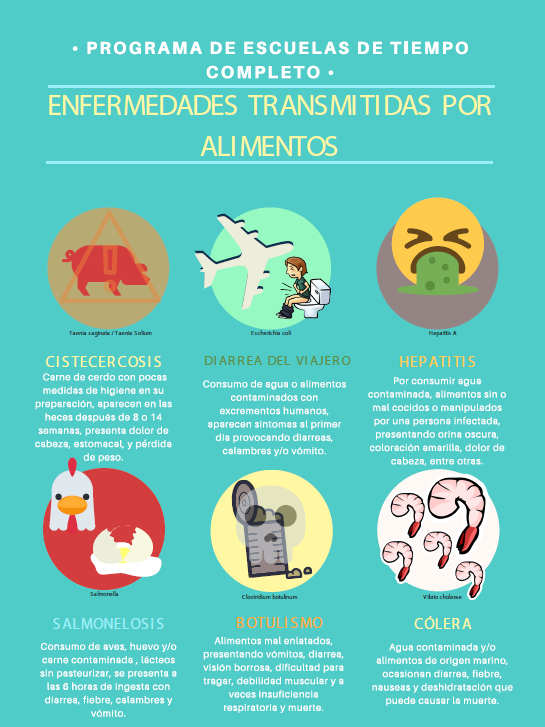 • PROGRAMA DE ESCUELAS DE TIEMPO
COMPLETO •
ENFERMEDADES TRANSMITIDAS POR
ALIMENTOS
Taenia saginata / Taenia Solium
CISTECERCOSIS
Carne de cerdo con pocas
medidas de higiene en su
preparación, aparecen en las
heces después de 8 o 14
semanas, presenta dolor de
cabeza, estomacal, y pérdida
de peso.
Escherichia coli
DIARREA DEL VIAJERO
Consumo de agua o alimentos
contaminados con
excrementos humanos,
aparecen síntomas al primer
día provocando diarreas,
calambres y/o vómito.
Hepatitis A
HEPATITIS
Por consumir agua
contaminada, alimentos sin o
mal cocidos o manipulados
por una persona infectada,
presentando orina oscura,
coloración amarilla, dolor de
cabeza, entre otras.
Salmonella
SALMONELOSIS
Consumo de aves, huevo y/o
carne contaminada , lácteos
sin pasteurizar, se presenta a
las 6 horas de ingesta con
diarrea, fiebre, calambres y
vómito.
Clostridium botulinum
BOTULISMO
Alimentos mal enlatados,
presentando vómitos, diarrea,
visión borrosa, dificultad para
tragar, debilidad muscular y a
veces insuficiencia
respiratoria y muerte.
Vibrio cholerae
CÓLERA
Agua contaminada y/o
alimentos de origen marino,
ocasionan diarrea, fiebre,
nauseas y deshidratación que
puede causar la muerte.